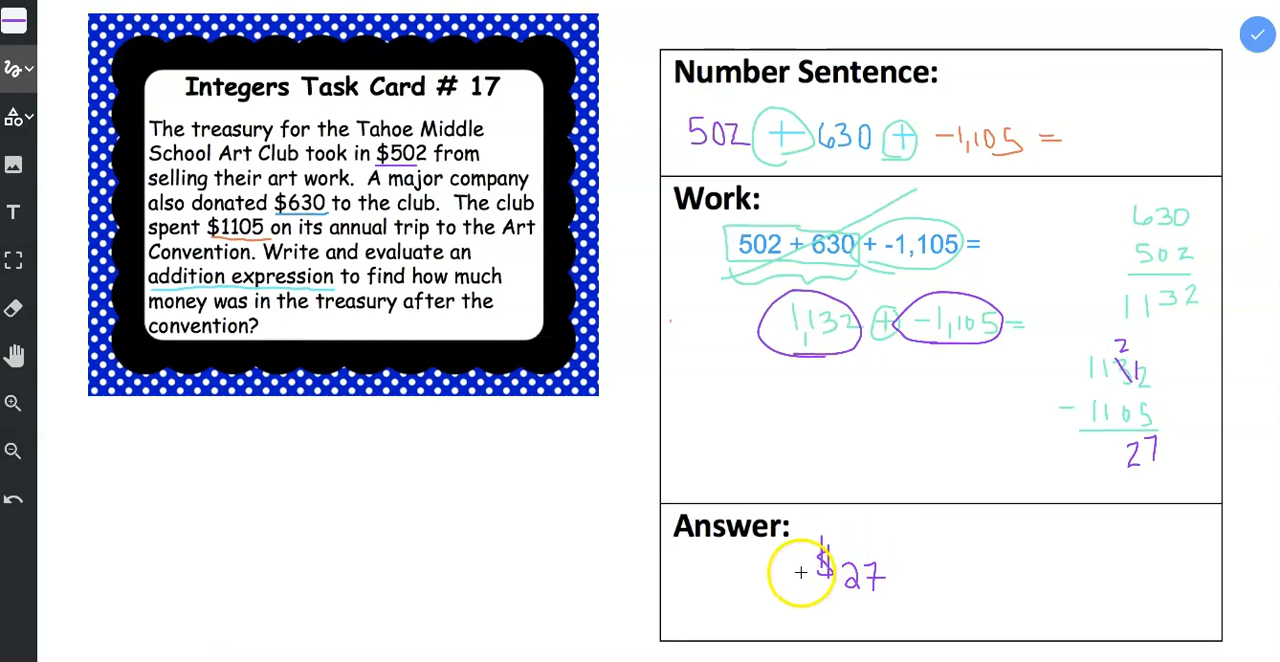 Integers Task Card # 17
The treasury for the Tahoe Middle
School Art Club took in $502 from
selling their art work. A major company
also donated $630 to the club. The club
spent $1105 on its annual trip to the Art
Convention. Write and evaluate an
addition expression to find how much
money was in the treasury after the
convention?
Number Sentence:
502 + 630 + -1,105 =
Work:
502 + 630 + -1,105 =
1,132 + -1,105 =
630
502
1132
2
1132
- 1105
27
Answer:
$27
T